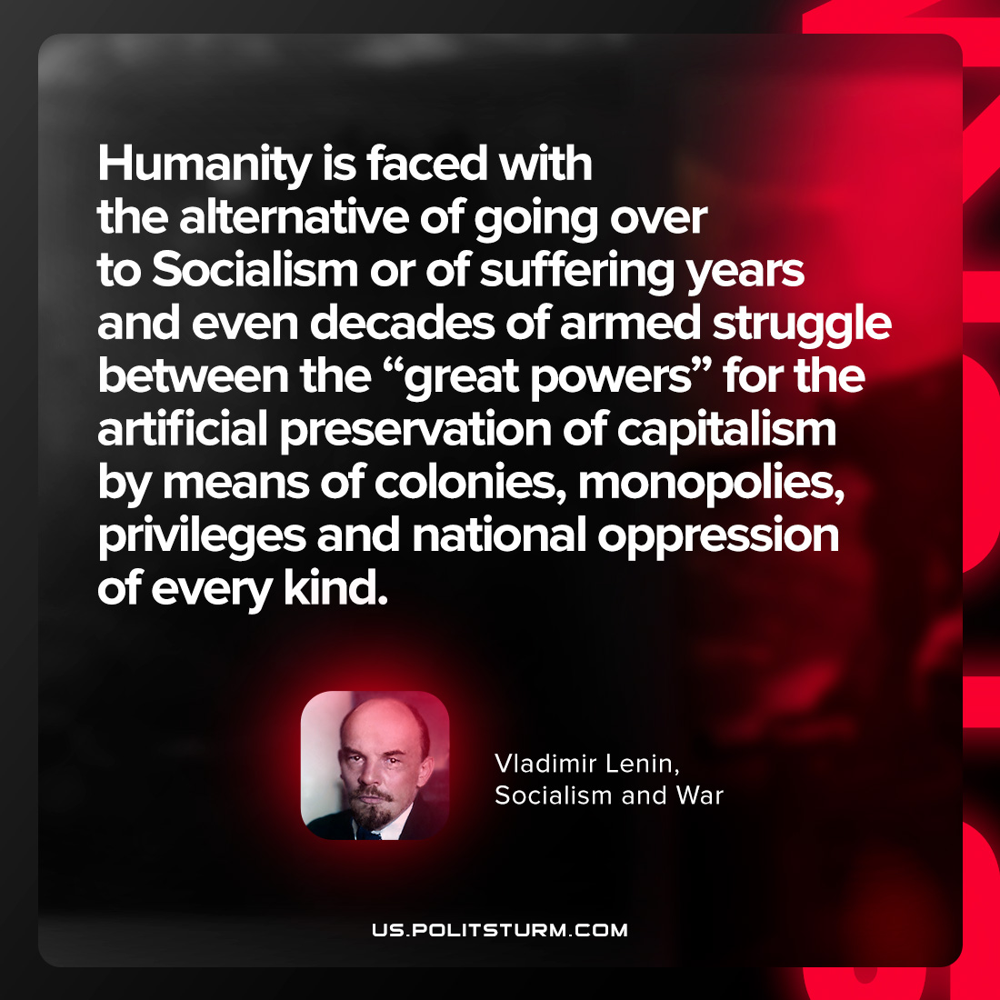 Humanity is faced with
the alternative of going over
to Socialism or of suffering years
and even decades of armed struggle
between the “great powers” for the
artificial preservation of capitalism
by means of colonies, monopolies,
privileges and national oppression
of every kind.
Vladimir Lenin,
Socialism and War
US.POLITSTURM.COM